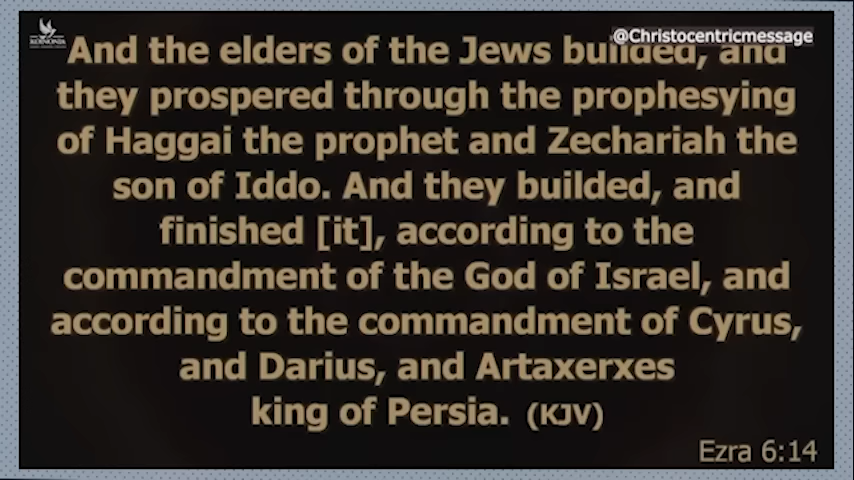 KOINONIA
@Christocentricmessage
And the elders of the Jews builded, and
they prospered through the prophesying
of Haggai the prophet and Zechariah the
son of Iddo. And they builded, and
finished [it], according to the
commandment of the God of Israel, and
according to the commandment of Cyrus,
and Darius, and Artaxerxes
king of Persia. (KJV)
Ezra 6:14